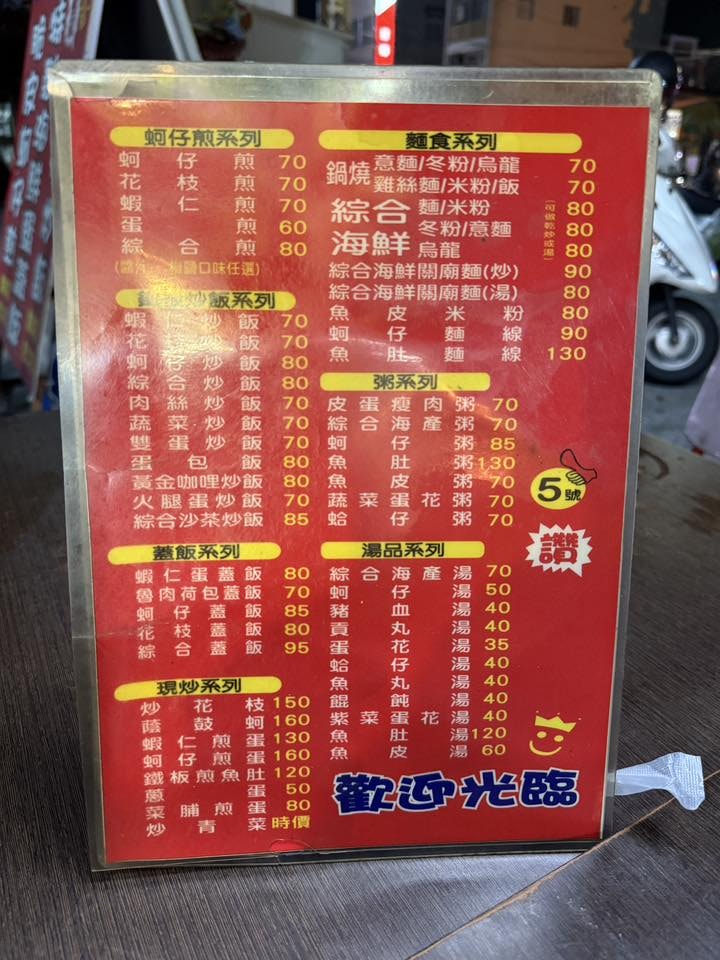 蚵仔煎系列
蚵仔煎 70
花枝煎 70
蝦仁煎 70
蛋煎 60
綜合煎 80
口味任選)
炒飯系列
蝦仁炒飯 70
花枝炒飯 70
蚵仔炒飯 80
綜合炒飯 80
肉絲炒飯 70
蔬菜炒飯 70
雙蛋炒飯 70
蛋包飯 80
黃金咖哩炒飯 80
火腿蛋炒飯 70
綜合沙茶炒飯 85
蓋飯系列
蝦仁蛋蓋飯 80
魯肉荷包蓋飯 70
蚵仔蓋飯 85
花枝蓋飯 80
綜合蓋飯 95
現炒系列
炒花枝 150
蔭鼓蚵 160
蝦仁煎蛋 130
蚵仔煎蛋 160
鐵板煎魚肚 120
蔥蛋 50
菜脯煎蛋 80
炒青菜 時價
麵食系列
鍋燒 意麵/冬粉/烏龍 70
雞絲麵/米粉/飯 70
綜合海鮮 麵/米粉 80
冬粉/意麵 80
烏龍 80
(可做乾炒或湯)
綜合海鮮關廟麵(炒) 90
綜合海鮮關廟麵(湯) 80
魚皮米粉 80
蚵仔麵線 90
魚肚麵線 130
粥系列
皮蛋瘦肉粥 70
綜合海產粥 70
蚵仔粥 85
魚肚粥 130
魚皮粥 70
蔬菜蛋花粥 70
蛤仔粥 70
湯品系列
綜合海產湯 70
蚵仔湯 50
豬血湯 40
貢丸湯 40
蛋花湯 35
蛤仔湯 40
魚丸湯 40
餛飩湯 40
紫菜蛋花湯 40
魚肚湯 120
魚皮湯 60
5號
讚
歡迎光臨